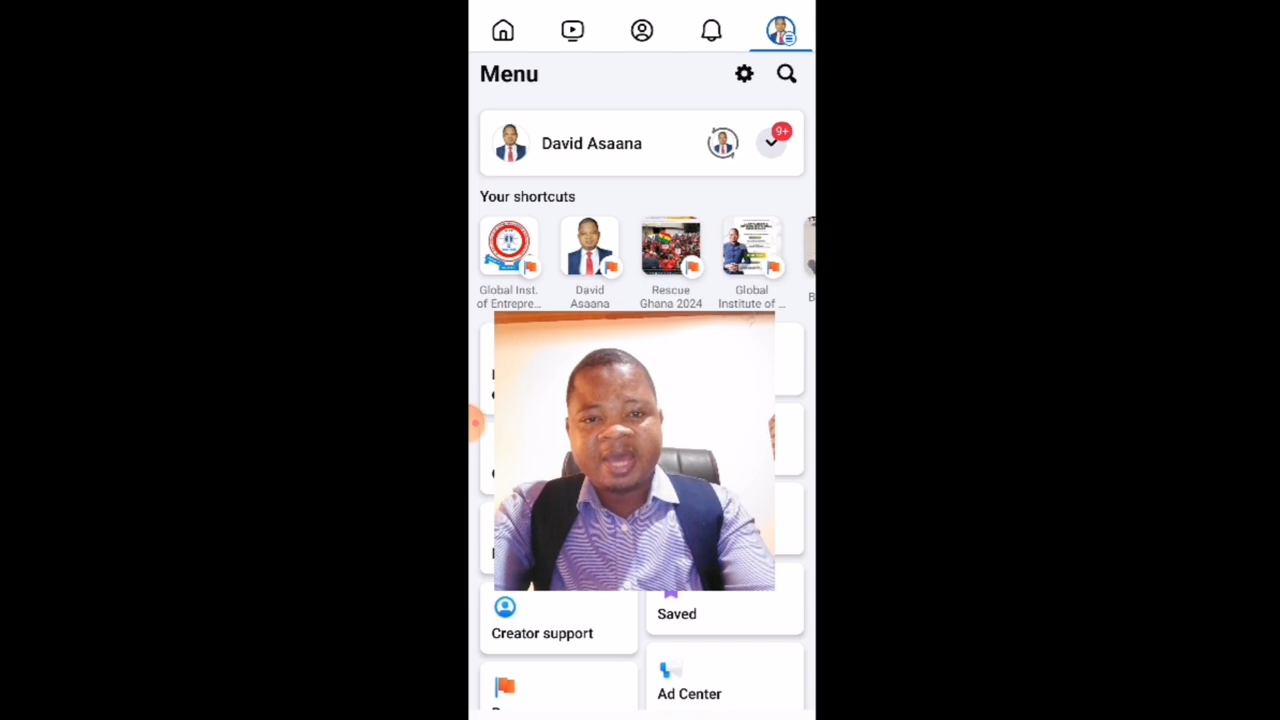 Menu
David Asaana
9+
Your shortcuts
Global Inst.
of Entrepre...
David
Asaana
Rescue
Ghana 2024
Global
Institute of ...
B
Saved
Creator support
Ad Center